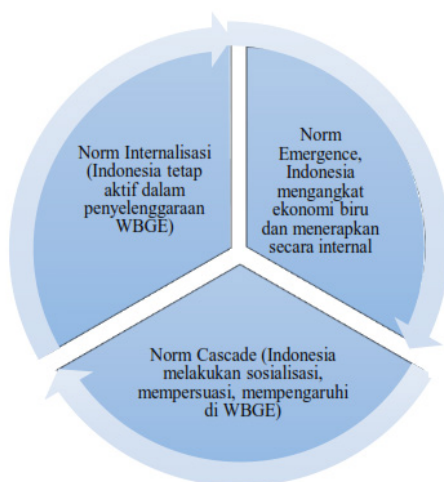 Norm Internalisasi
(Indonesia tetap
aktif dalam
penyelenggaraan
WBGE)
Norm
Emergence,
Indonesia
mengangkat
ekonomi biru
dan menerapkan
secara internal
Norm Cascade (Indonesia
melakukan sosialisasi,
mempersuasi, mempengaruhi
di WBGE)